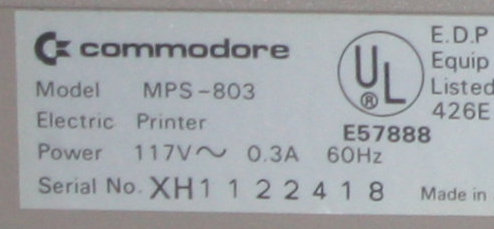 commodore
Model MPS-803
Electric Printer
Power 117V～ 0.3A 60Hz
Serial No. XH1 1 2 2 4 1 8
UL
®
E57888
E.D.P
Equip
Listed
426E
Made in